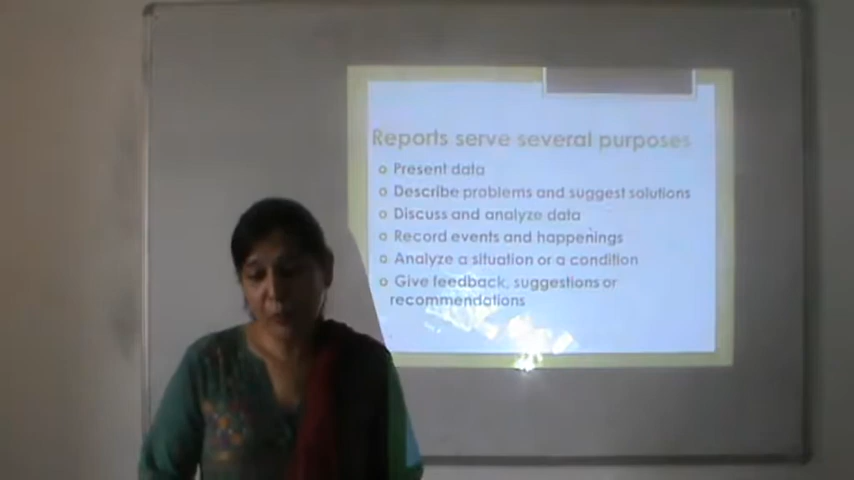 Reports serve several purposes
Present data
Describe problems and suggest solutions
Discuss and analyze data
Record events and happenings
Analyze a situation or a condition
Give feedback, suggestions or
recommendations